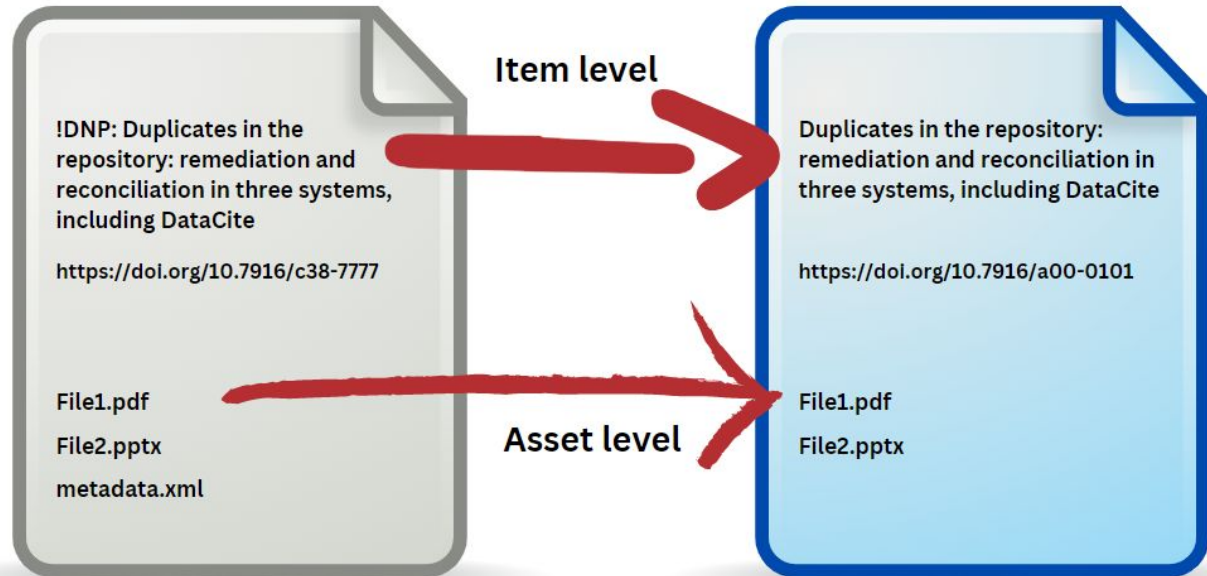 Item level
!DNP: Duplicates in the
repository: remediation and
reconciliation in three systems,
including DataCite
https://doi.org/10.7916/c38-7777
File1.pdf
File2.pptx
metadata.xml
Asset level
Duplicates in the repository:
remediation and reconciliation in
three systems, including DataCite
https://doi.org/10.7916/a00-0101
File1.pdf
File2.pptx